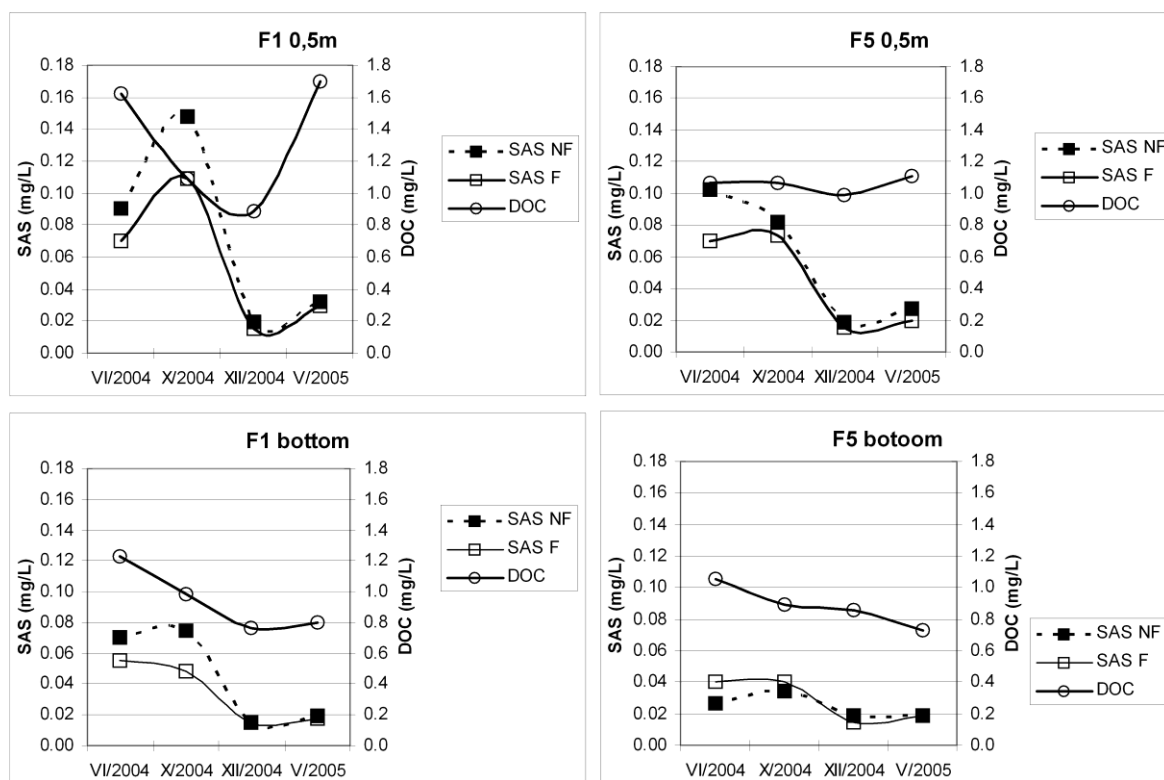 F1 0,5m
0.18
0.16
0.14
0.12
0.10
0.08
0.06
0.04
0.02
0.00
SAS (mg/L)
1.8
1.6
1.4
1.2
1.0
0.8
0.6
0.4
0.2
0.0
DOC (mg/L)
VI/2004 X/2004 XII/2004 V/2005
SAS NF
SAS F
DOC
F5 0,5m
0.18
0.16
0.14
0.12
0.10
0.08
0.06
0.04
0.02
0.00
SAS (mg/L)
1.8
1.6
1.4
1.2
1.0
0.8
0.6
0.4
0.2
0.0
DOC (mg/L)
VI/2004 X/2004 XII/2004 V/2005
SAS NF
SAS F
DOC
F1 bottom
0.18
0.16
0.14
0.12
0.10
0.08
0.06
0.04
0.02
0.00
SAS (mg/L)
1.8
1.6
1.4
1.2
1.0
0.8
0.6
0.4
0.2
0.0
DOC (mg/L)
VI/2004 X/2004 XII/2004 V/2005
SAS NF
SAS F
DOC
F5 botoom
0.18
0.16
0.14
0.12
0.10
0.08
0.06
0.04
0.02
0.00
SAS (mg/L)
1.8
1.6
1.4
1.2
1.0
0.8
0.6
0.4
0.2
0.0
DOC (mg/L)
VI/2004 X/2004 XII/2004 V/2005
SAS NF
SAS F
DOC